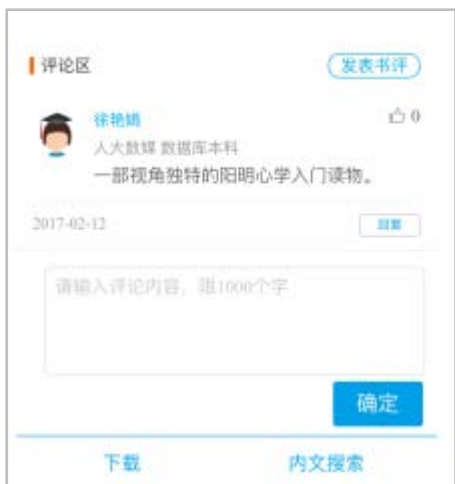 评论区
发表书评
徐艳娟
0
人大数媒 数据库本科
一部视角独特的阳明心学入门读物。
2017-02-12
回复
请输入评论内容，限1000个字
确定
下载
内文搜索